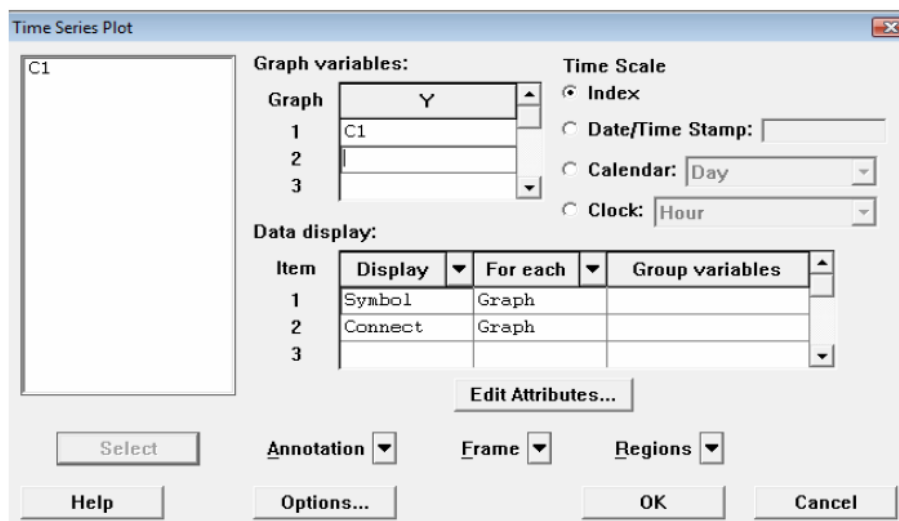 Time Series Plot
C1
Graph variables:
Graph Y
1 C1
2
3
Time Scale
Index
Date/Time Stamp:
Calendar: Day
Clock: Hour
Data display:
Item Display For each Group variables
1 Symbol Graph
2 Connect Graph
3
Edit Attributes...
Select Annotation Frame Regions
Help Options... OK Cancel